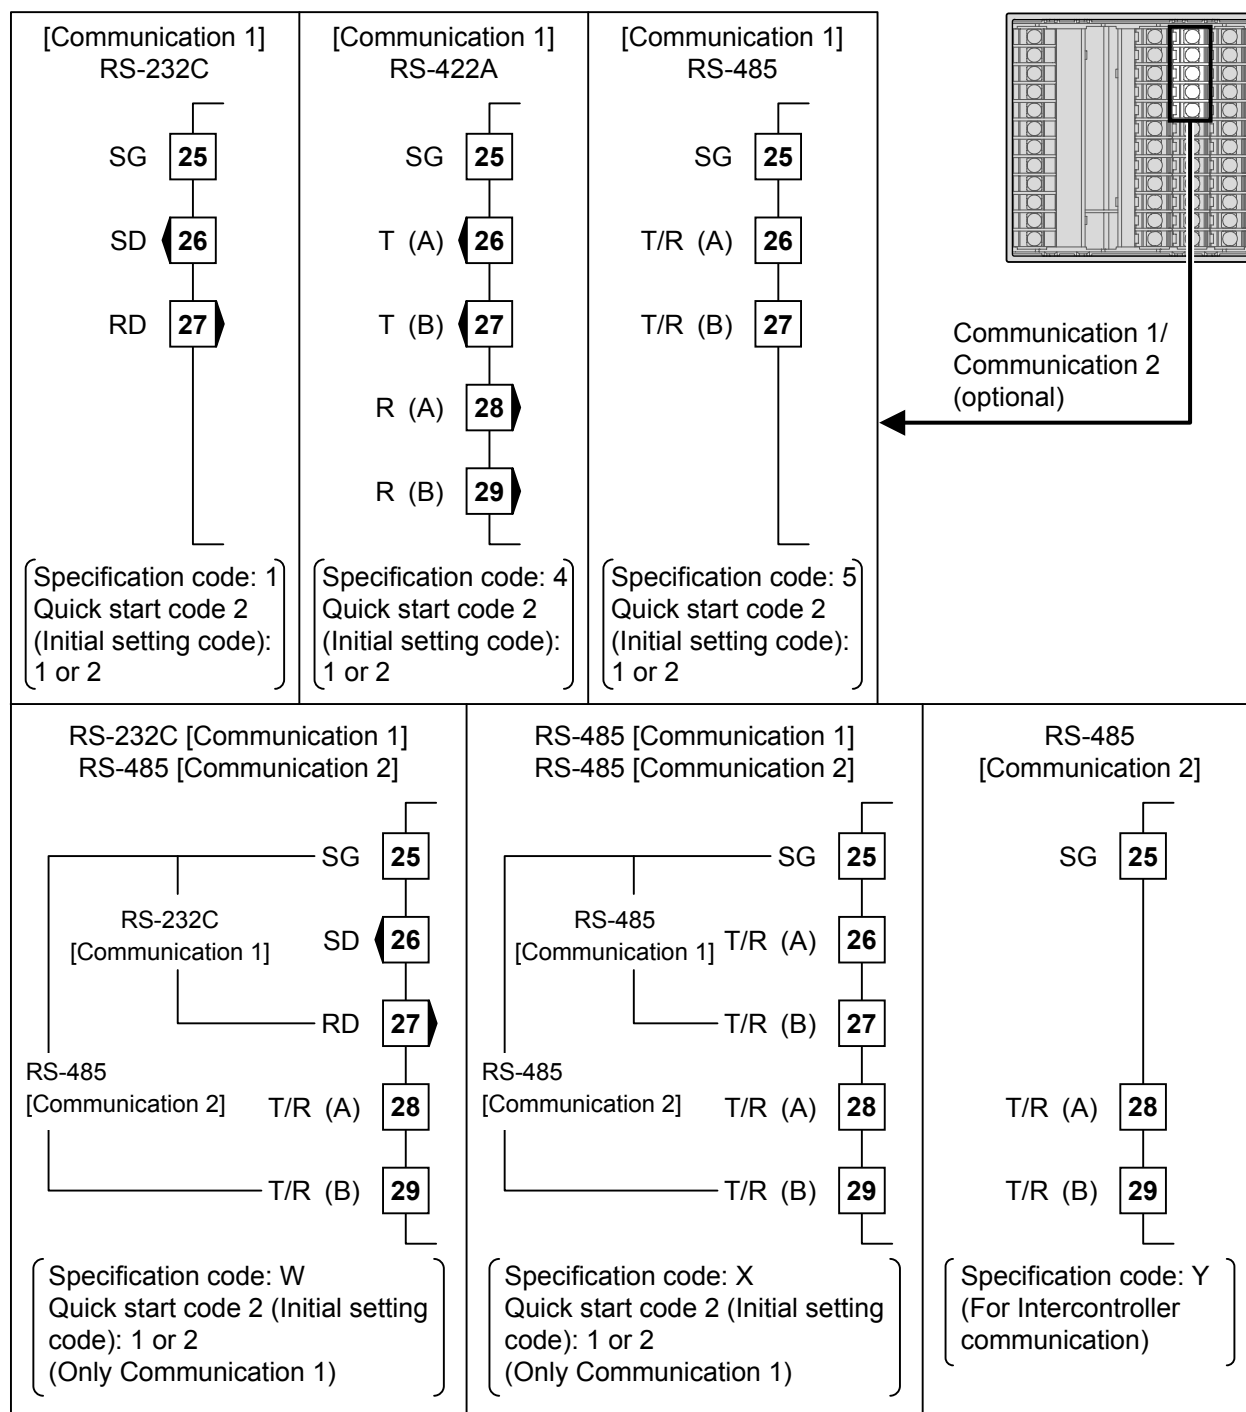 [Communication 1]
RS-232C
SG 25
SD 26
RD 27
Specification code: 1
Quick start code 2
(Initial setting code):
1 or 2
[Communication 1]
RS-422A
SG 25
T (A) 26
T (B) 27
R (A) 28
R (B) 29
Specification code: 4
Quick start code 2
(Initial setting code):
1 or 2
[Communication 1]
RS-485
SG 25
T/R (A) 26
T/R (B) 27
Specification code: 5
Quick start code 2
(Initial setting code):
1 or 2
Communication 1/
Communication 2
(optional)
RS-232C [Communication 1]
RS-485 [Communication 2]
SG 25
RS-232C
[Communication 1]
SD 26
RD 27
RS-485
[Communication 2]
T/R (A) 28
T/R (B) 29
Specification code: W
Quick start code 2 (Initial setting
code): 1 or 2
(Only Communication 1)
RS-485 [Communication 1]
RS-485 [Communication 2]
SG 25
RS-485
[Communication 1]
T/R (A) 26
T/R (B) 27
RS-485
[Communication 2]
T/R (A) 28
T/R (B) 29
Specification code: X
Quick start code 2 (Initial setting
code): 1 or 2
(Only Communication 1)
RS-485
[Communication 2]
SG 25
T/R (A) 28
T/R (B) 29
Specification code: Y
(For Intercontroller
communication)